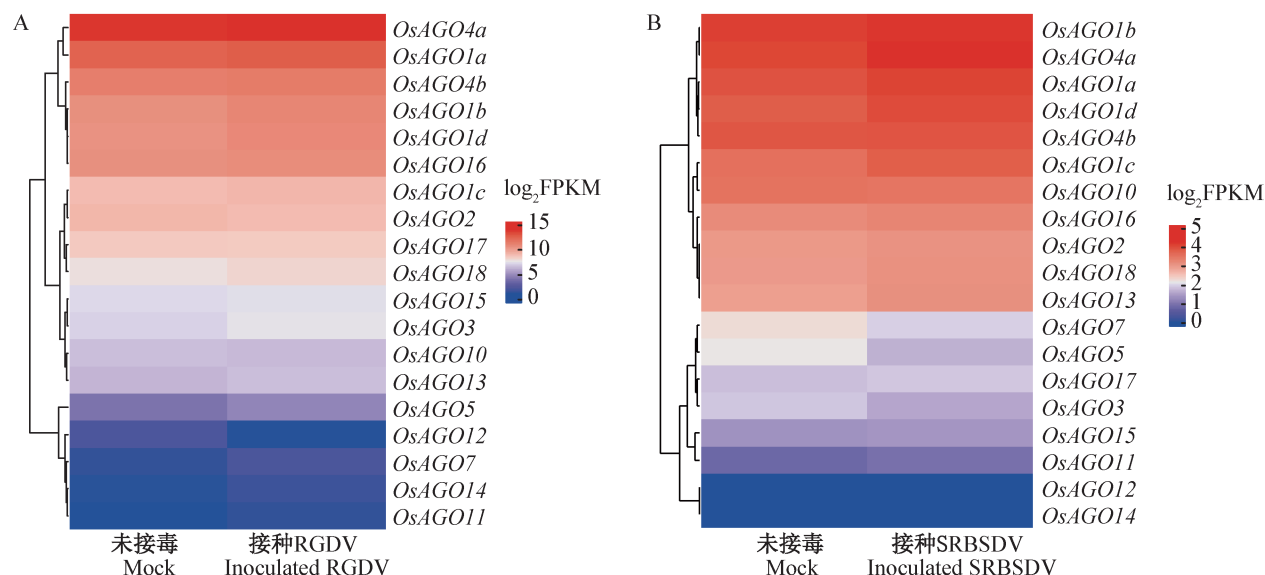 A
OsAGO4a
OsAGO1a
OsAGO4b
OsAGO1b
OsAGO1d
OsAGO16
OsAGO1c
OsAGO2
OsAGO17
OsAGO18
OsAGO15
OsAGO3
OsAGO10
OsAGO13
OsAGO5
OsAGO12
OsAGO7
OsAGO14
OsAGO11
未接毒 接种RGDV
Mock Inoculated RGDV
log₂FPKM
15
10
5
0
B
OsAGO1b
OsAGO4a
OsAGO1a
OsAGO1d
OsAGO4b
OsAGO1c
OsAGO10
OsAGO16
OsAGO2
OsAGO18
OsAGO13
OsAGO7
OsAGO5
OsAGO17
OsAGO3
OsAGO15
OsAGO11
OsAGO12
OsAGO14
未接毒 接种SRBSDV
Mock Inoculated SRBSDV
log₂FPKM
5
4
3
2
1
0